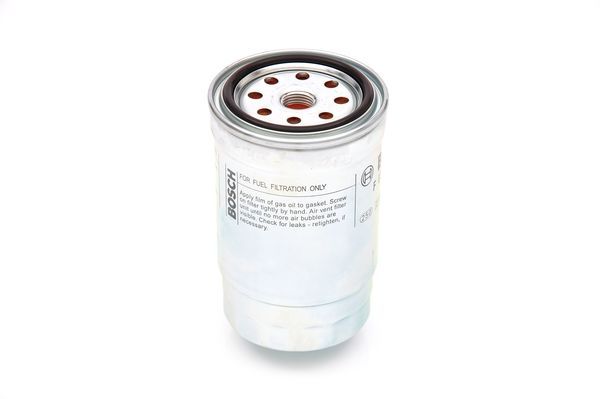 BOSCH
FOR FUEL FILTRATION ONLY
Apply film of gas oil to gasket. Screw
on filter tightly by hand. Air vent filter
unit until no more air bubbles are
visible. Check for leaks - retighten, if
necessary.